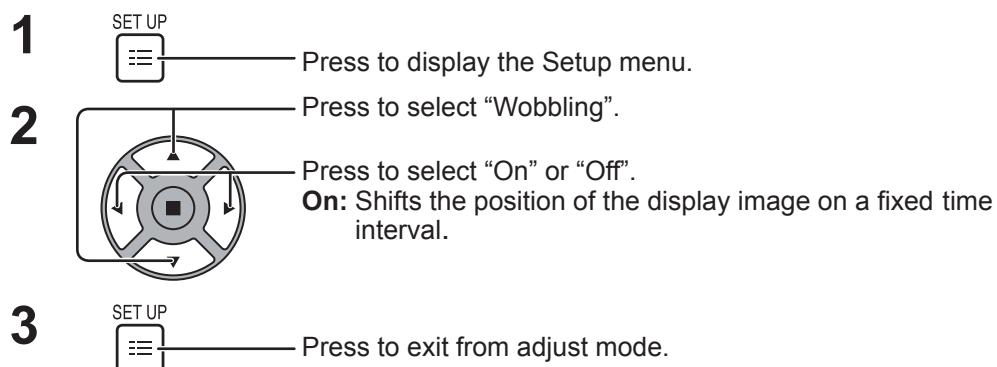 1
SET UP
Press to display the Setup menu.
2
Press to select “Wobbling”.
Press to select “On” or “Off”.
On: Shifts the position of the display image on a fixed time
interval.
3
SET UP
Press to exit from adjust mode.